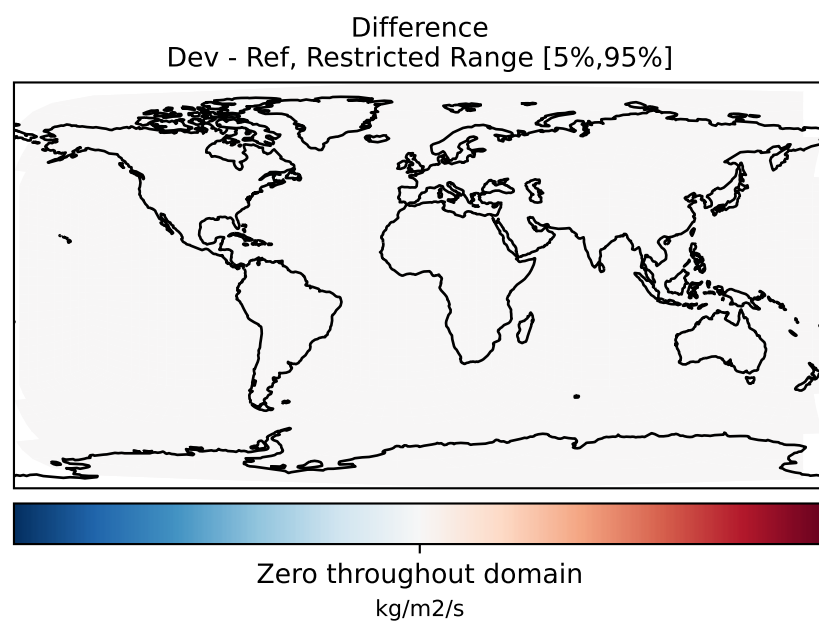 Difference
Dev - Ref, Restricted Range [5%,95%]
Zero throughout domain
kg/m2/s